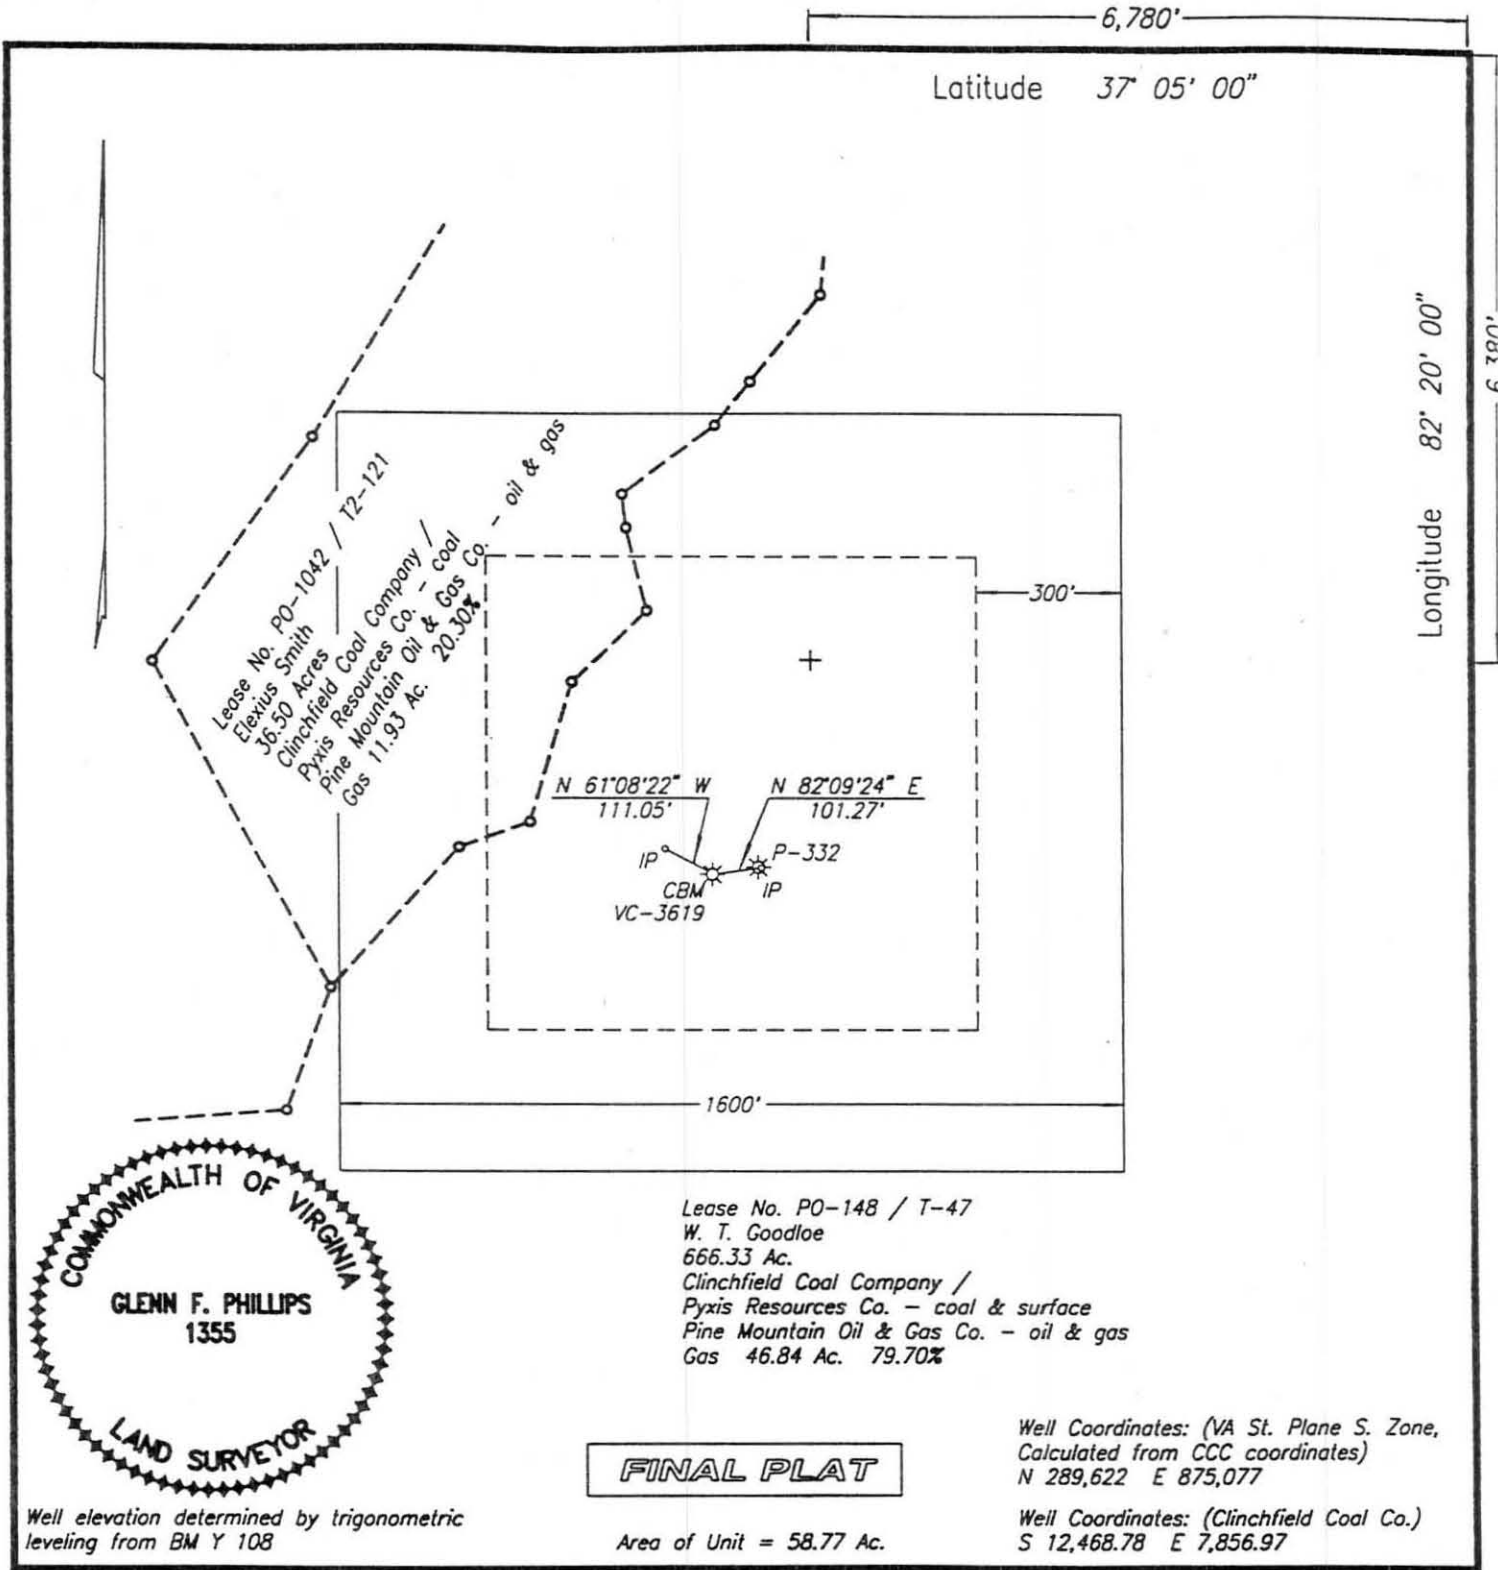 6,780'
Latitude 37° 05' 00"
Longitude 82° 20' 00"
6,380'
Lease No. PO-1042 / T2-121
Elexius Smith
36.50 Acres
Clinchfield Coal Company /
Pyxis Resources Co. - coal
Pine Mountain Oil & Gas Co. - oil & gas
Gas 11.93 Ac. 20.30%
300'
N 61°08'22" W
111.05'
N 82°09'24" E
101.27'
IP
P-332
CBM
IP
VC-3619
1600'
Lease No. PO-148 / T-47
W. T. Goodloe
666.33 Ac.
Clinchfield Coal Company /
Pyxis Resources Co. - coal & surface
Pine Mountain Oil & Gas Co. - oil & gas
Gas 46.84 Ac. 79.70%
COMMONWEALTH OF VIRGINIA
GLENN F. PHILLIPS
1355
LAND SURVEYOR
Well elevation determined by trigonometric
leveling from BM Y 108
FINAL PLAT
Area of Unit = 58.77 Ac.
Well Coordinates: (VA St. Plane S. Zone,
Calculated from CCC coordinates)
N 289,622 E 875,077
Well Coordinates: (Clinchfield Coal Co.)
S 12,468.78 E 7,856.97